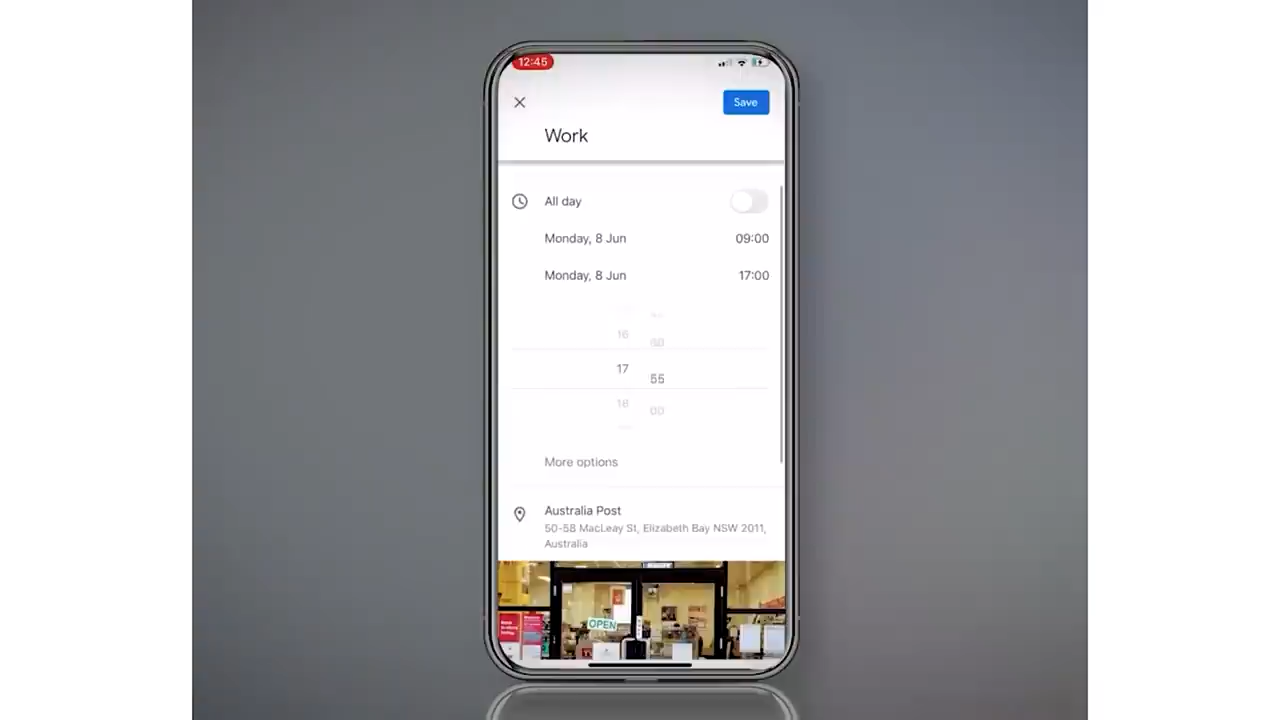 12:45
Save
Work
All day
Monday, 8 Jun 09:00
Monday, 8 Jun 17:00
16
17 55
18 00
More options
Australia Post
50-58 MacLeay St, Elizabeth Bay NSW 2011,
Australia
OPEN